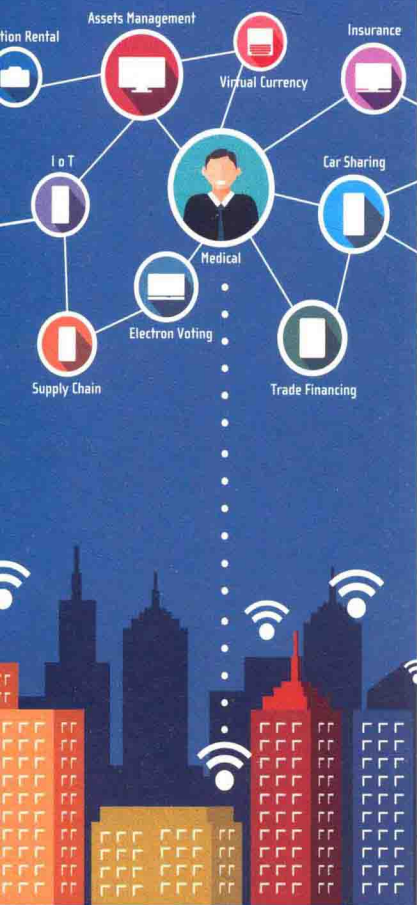 Assets Management
tion Rental
Insurance
Virtual Currency
I o T
Car Sharing
Medical
Electron Voting
Supply Chain
Trade Financing